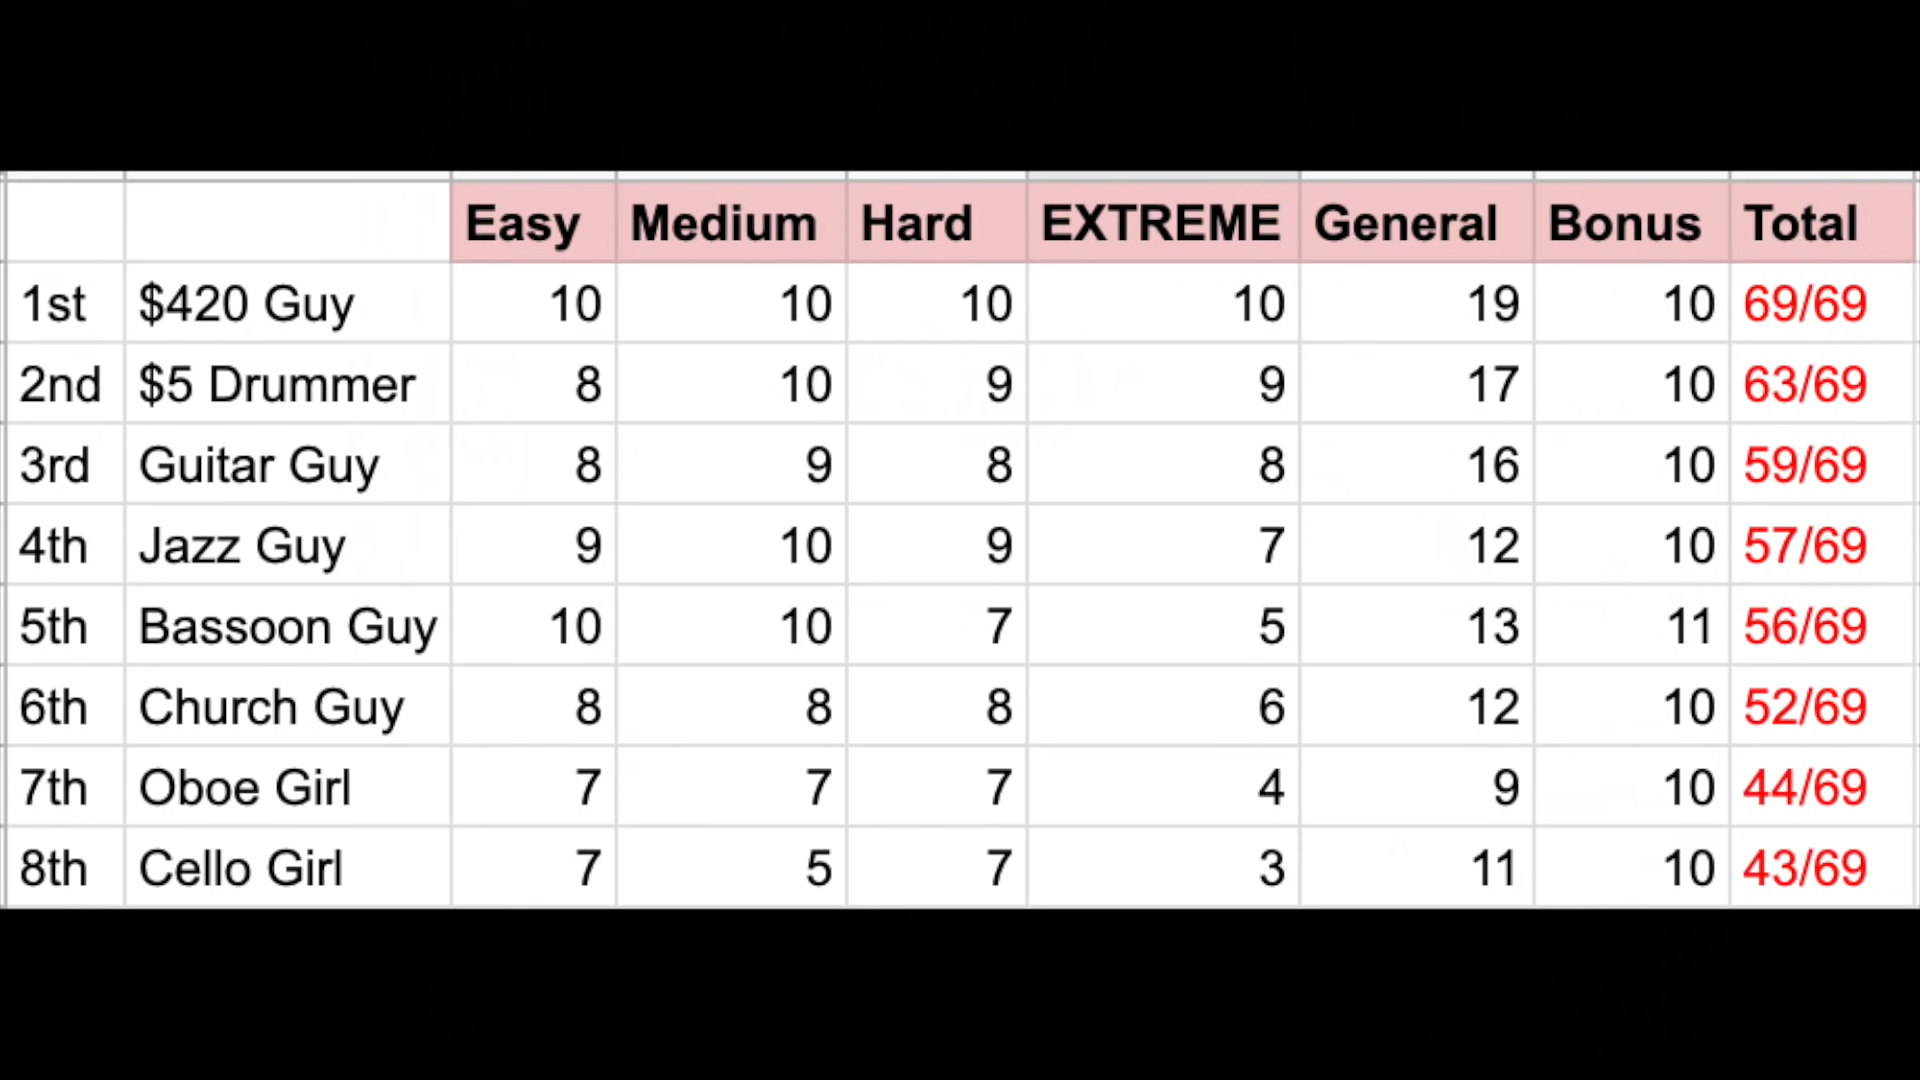 Easy Medium Hard EXTREME General Bonus Total
1st $420 Guy 10 10 10 10 19 10 69/69
2nd $5 Drummer 8 10 9 9 17 10 63/69
3rd Guitar Guy 8 9 8 8 16 10 59/69
4th Jazz Guy 9 10 9 7 12 10 57/69
5th Bassoon Guy 10 10 7 5 13 11 56/69
6th Church Guy 8 8 8 6 12 10 52/69
7th Oboe Girl 7 7 7 4 9 10 44/69
8th Cello Girl 7 5 7 3 11 10 43/69